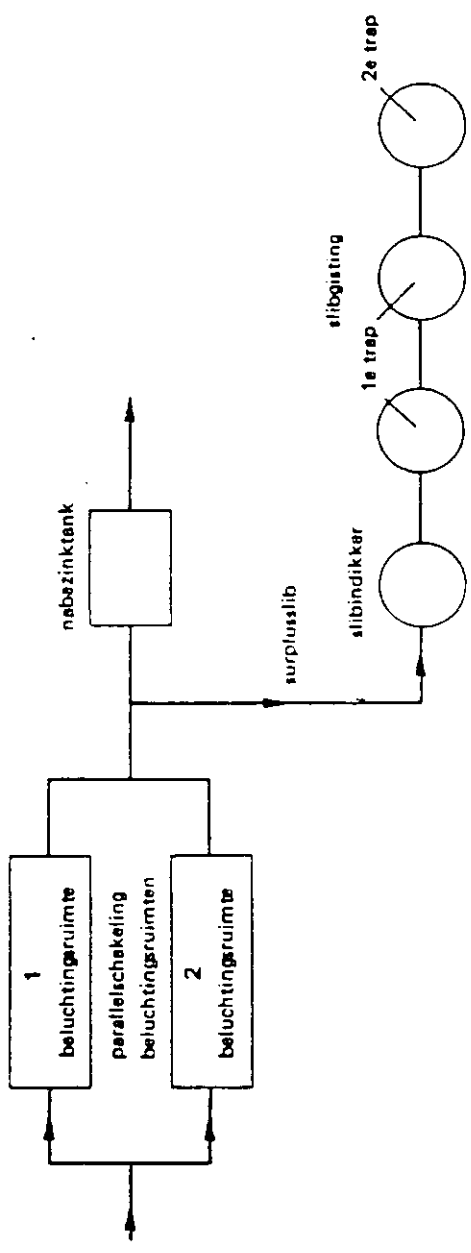 1
beluchtingsruimte
parallelschakeling
beluchtingsruimten
2
beluchtingsruimte
nabezinktank
surplusslib
slibindikker
slibgisting
1e trap
2e trap